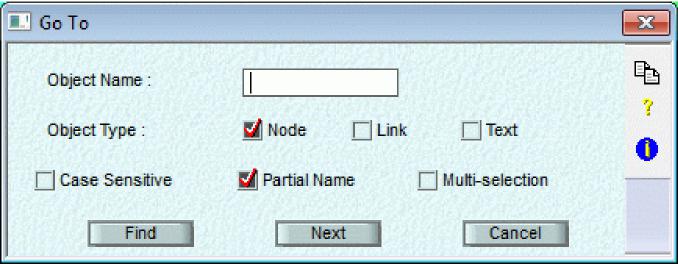 Go To
Object Name :
Object Type : Node Link Text
Case Sensitive Partial Name Multi-selection
Find Next Cancel